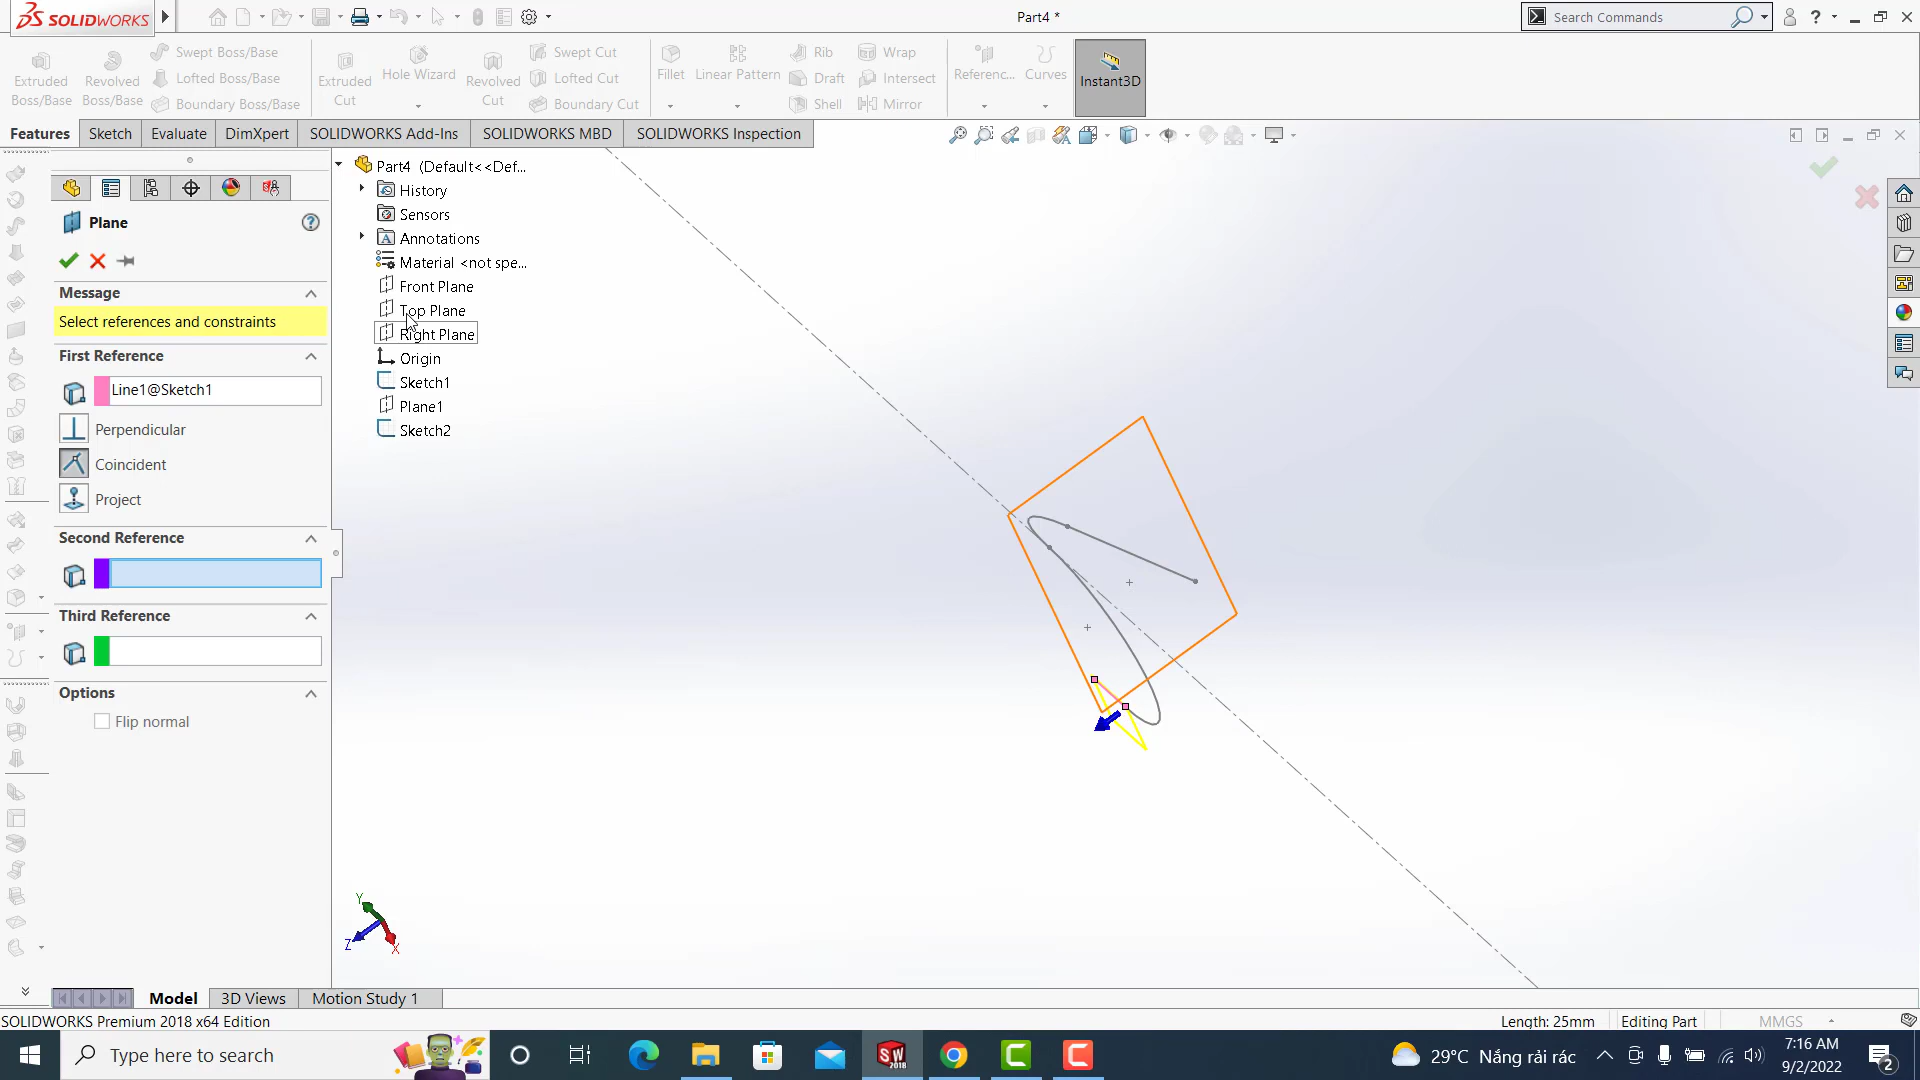 SOLIDWORKS
Part4 *
Search Commands
Extruded Boss/Base
Revolved Boss/Base
Swept Boss/Base
Lofted Boss/Base
Boundary Boss/Base
Extruded Cut
Hole Wizard
Revolved Cut
Swept Cut
Lofted Cut
Boundary Cut
Fillet
Linear Pattern
Rib
Draft
Shell
Wrap
Intersect
Mirror
Referenc...
Curves
Instant3D
Features
Sketch
Evaluate
DimXpert
SOLIDWORKS Add-Ins
SOLIDWORKS MBD
SOLIDWORKS Inspection
Part4 (Default<<Def...
History
Sensors
Annotations
Material <not spe...
Front Plane
Top Plane
Right Plane
Origin
Sketch1
Plane1
Sketch2
Plane
Message
Select references and constraints
First Reference
Line1@Sketch1
Perpendicular
Coincident
Project
Second Reference
Third Reference
Options
Flip normal
Y
Z
X
Model
3D Views
Motion Study 1
SOLIDWORKS Premium 2018 x64 Edition
Length: 25mm
Editing Part
MMGS
Type here to search
SW
2018
29°C Nắng rải rác
7:16 AM
9/2/2022
2